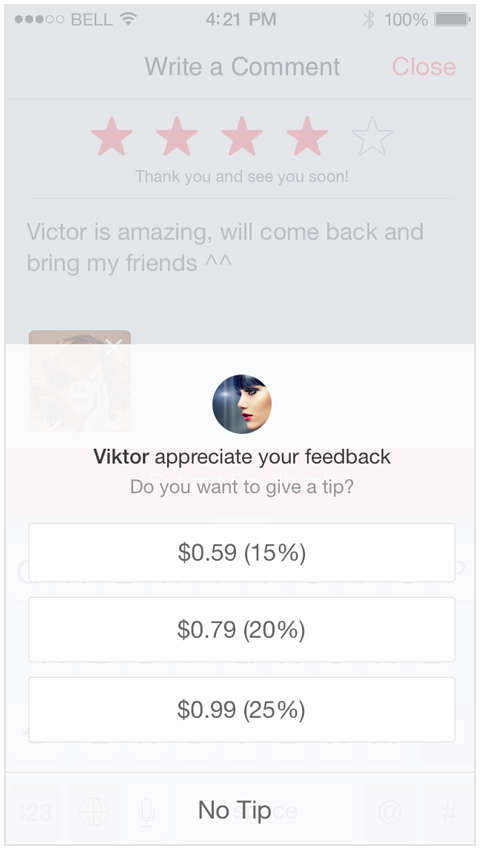 BELL 4:21 PM 100%
Write a Comment Close
Thank you and see you soon!
Victor is amazing, will come back and
bring my friends ^^
Viktor appreciate your feedback
Do you want to give a tip?
$0.59 (15%)
$0.79 (20%)
$0.99 (25%)
123 No Tip space @ #